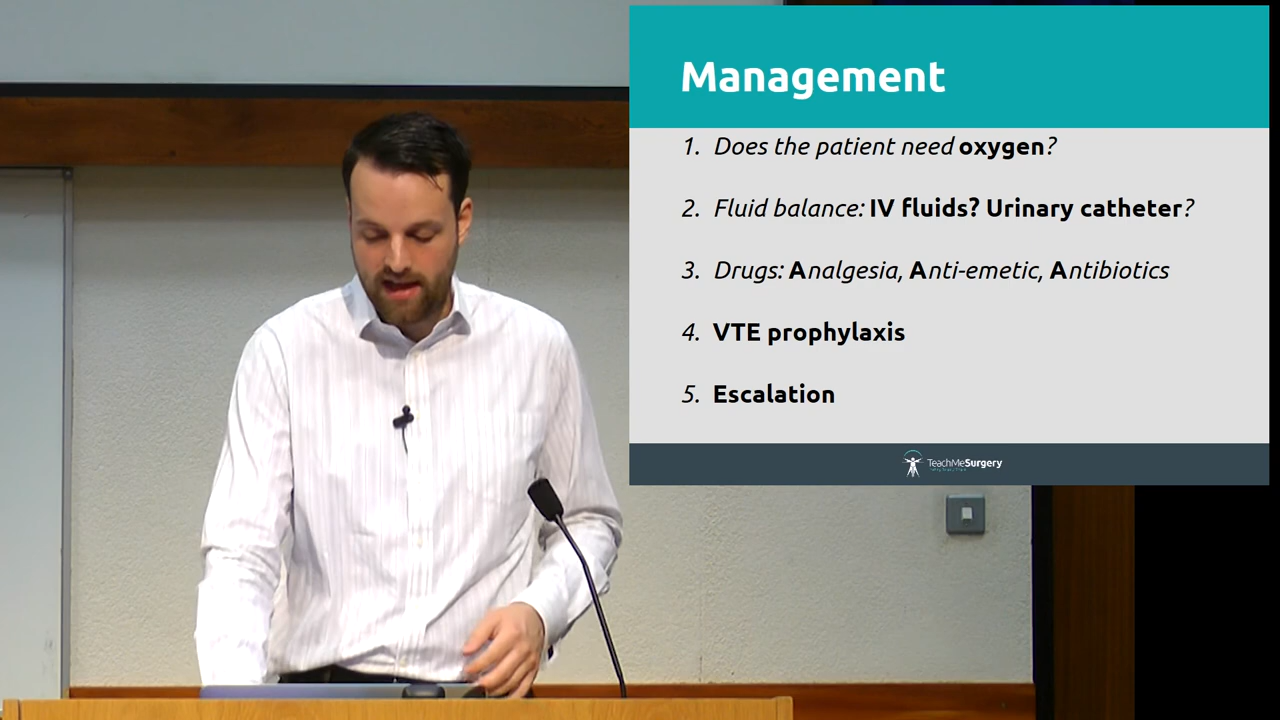 Management
1. Does the patient need oxygen?
2. Fluid balance: IV fluids? Urinary catheter?
3. Drugs: Analgesia, Anti-emetic, Antibiotics
4. VTE prophylaxis
5. Escalation
TeachMeSurgery